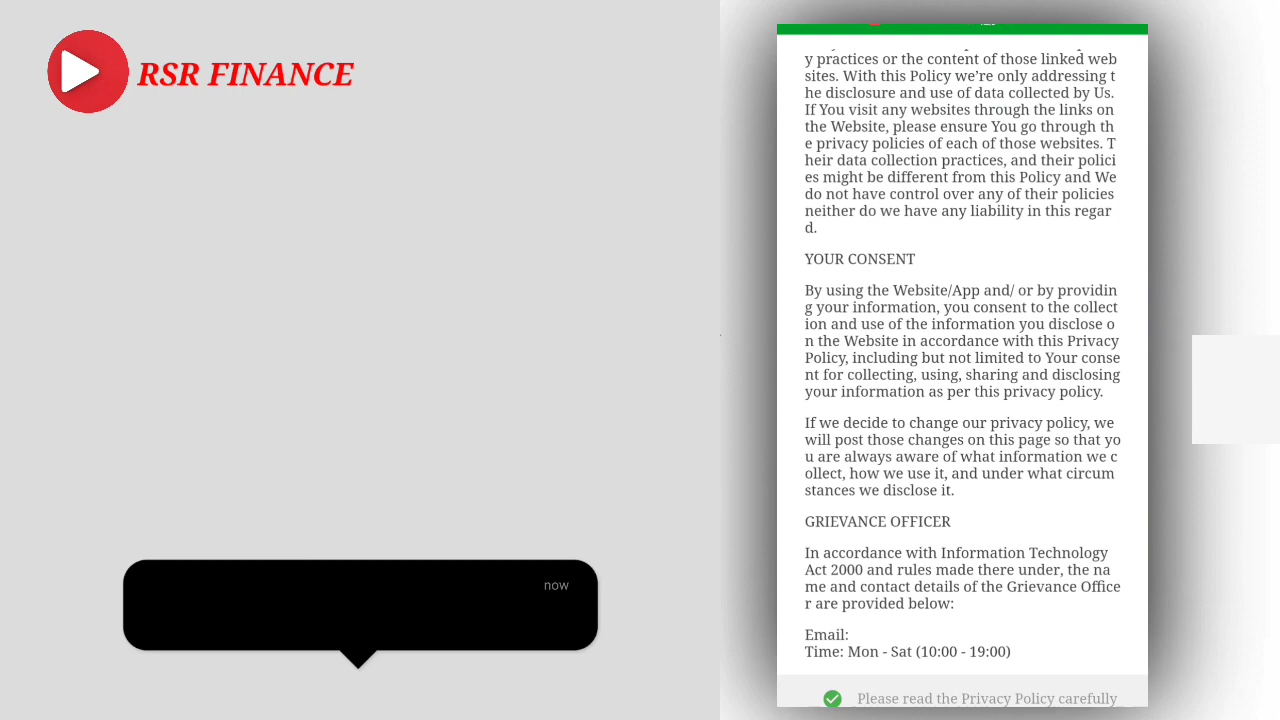 RSR FINANCE
now
y practices or the content of those linked web
sites. With this Policy we're only addressing t
he disclosure and use of data collected by Us.
If You visit any websites through the links on
the Website, please ensure You go through th
e privacy policies of each of those websites. T
heir data collection practices, and their polici
es might be different from this Policy and We
do not have control over any of their policies
neither do we have any liability in this regar
d.
YOUR CONSENT
By using the Website/App and/ or by providin
g your information, you consent to the collect
ion and use of the information you disclose o
n the Website in accordance with this Privacy
Policy, including but not limited to Your conse
nt for collecting, using, sharing and disclosing
your information as per this privacy policy.
If we decide to change our privacy policy, we
will post those changes on this page so that yo
u are always aware of what information we c
ollect, how we use it, and under what circum
stances we disclose it.
GRIEVANCE OFFICER
In accordance with Information Technology
Act 2000 and rules made there under, the na
me and contact details of the Grievance Office
r are provided below:
Email:
Time: Mon - Sat (10:00 - 19:00)
Please read the Privacy Policy carefully